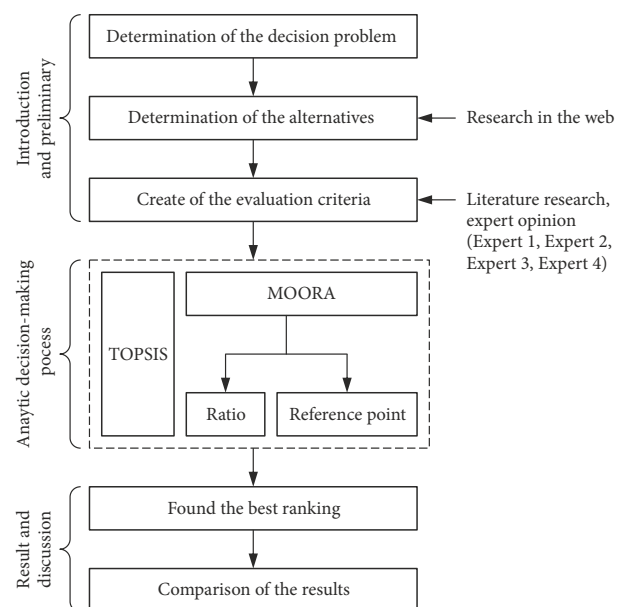 Determination of the decision problem
Introduction
and preliminary
Determination of the alternatives
Research in the web
Create of the evaluation criteria
Literature research,
expert opinion
(Expert 1, Expert 2,
Expert 3, Expert 4)
Anaytic decision-making
pocess
TOPSIS
MOORA
Ratio
Reference point
Result and
discussion
Found the best ranking
Comparison of the results